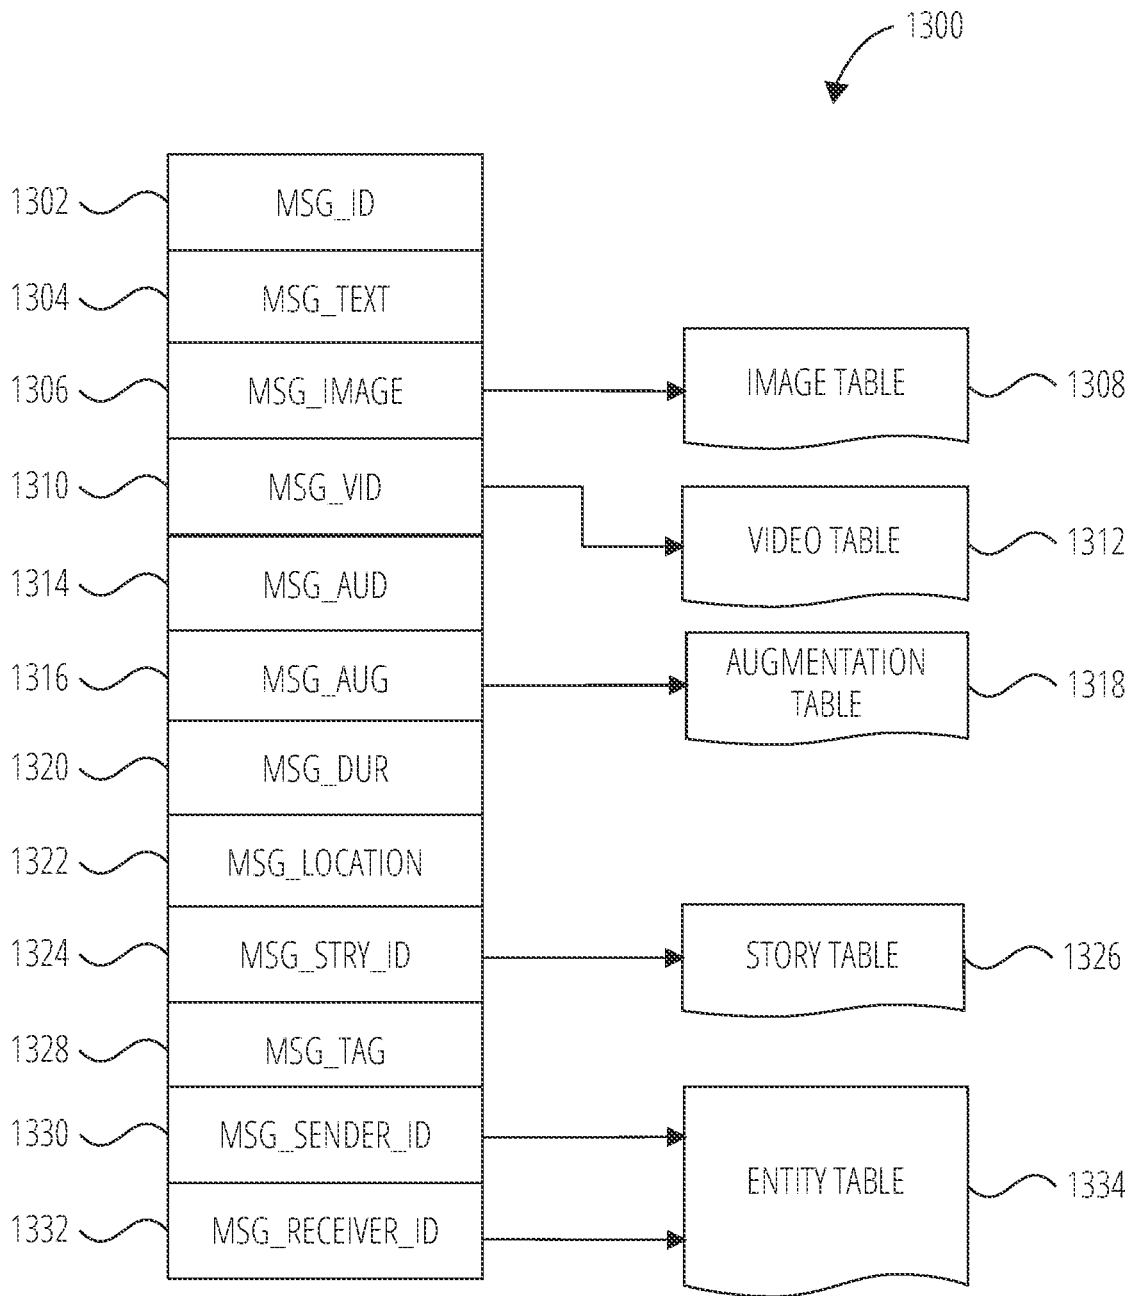 1300
1302 MSG_ID
1304 MSG_TEXT
1306 MSG_IMAGE IMAGE TABLE 1308
1310 MSG_VID VIDEO TABLE 1312
1314 MSG_AUD
1316 MSG_AUG AUGMENTATION
TABLE 1318
1320 MSG_DUR
1322 MSG_LOCATION
1324 MSG_STRY_ID STORY TABLE 1326
1328 MSG_TAG
1330 MSG_SENDER_ID
ENTITY TABLE 1334
1332 MSG_RECEIVER_ID